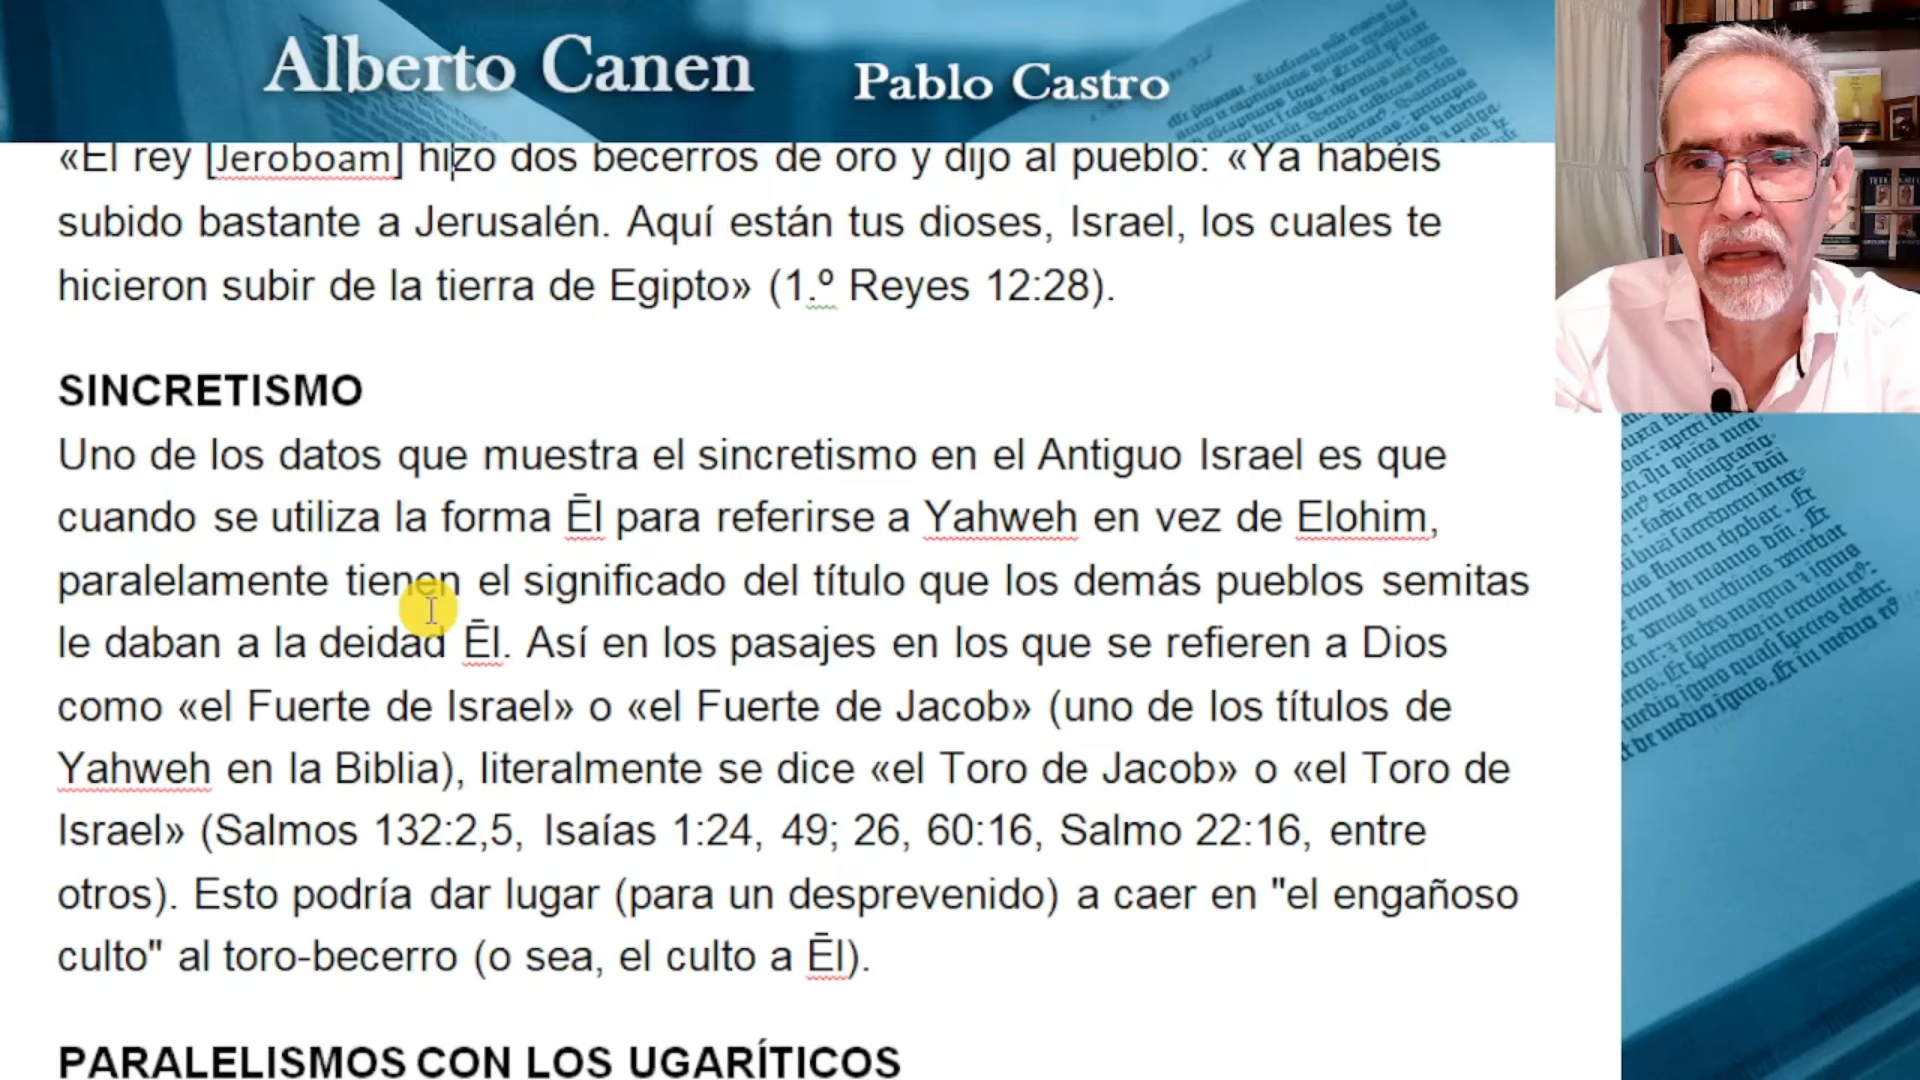 Alberto Canen
Pablo Castro
«El rey [Jeroboam] hizo dos becerros de oro y dijo al pueblo: «Ya habéis
subido bastante a Jerusalén. Aquí están tus dioses, Israel, los cuales te
hicieron subir de la tierra de Egipto» (1.º Reyes 12:28).
SINCRETISMO
Uno de los datos que muestra el sincretismo en el Antiguo Israel es que
cuando se utiliza la forma Ēl para referirse a Yahweh en vez de Elohim,
paralelamente tienen el significado del título que los demás pueblos semitas
le daban a la deidad Ēl. Así en los pasajes en los que se refieren a Dios
como «el Fuerte de Israel» o «el Fuerte de Jacob» (uno de los títulos de
Yahweh en la Biblia), literalmente se dice «el Toro de Jacob» o «el Toro de
Israel» (Salmos 132:2,5, Isaías 1:24, 49; 26, 60:16, Salmo 22:16, entre
otros). Esto podría dar lugar (para un desprevenido) a caer en "el engañoso
culto" al toro-becerro (o sea, el culto a Ēl).
PARALELISMOS CON LOS UGARÍTICOS